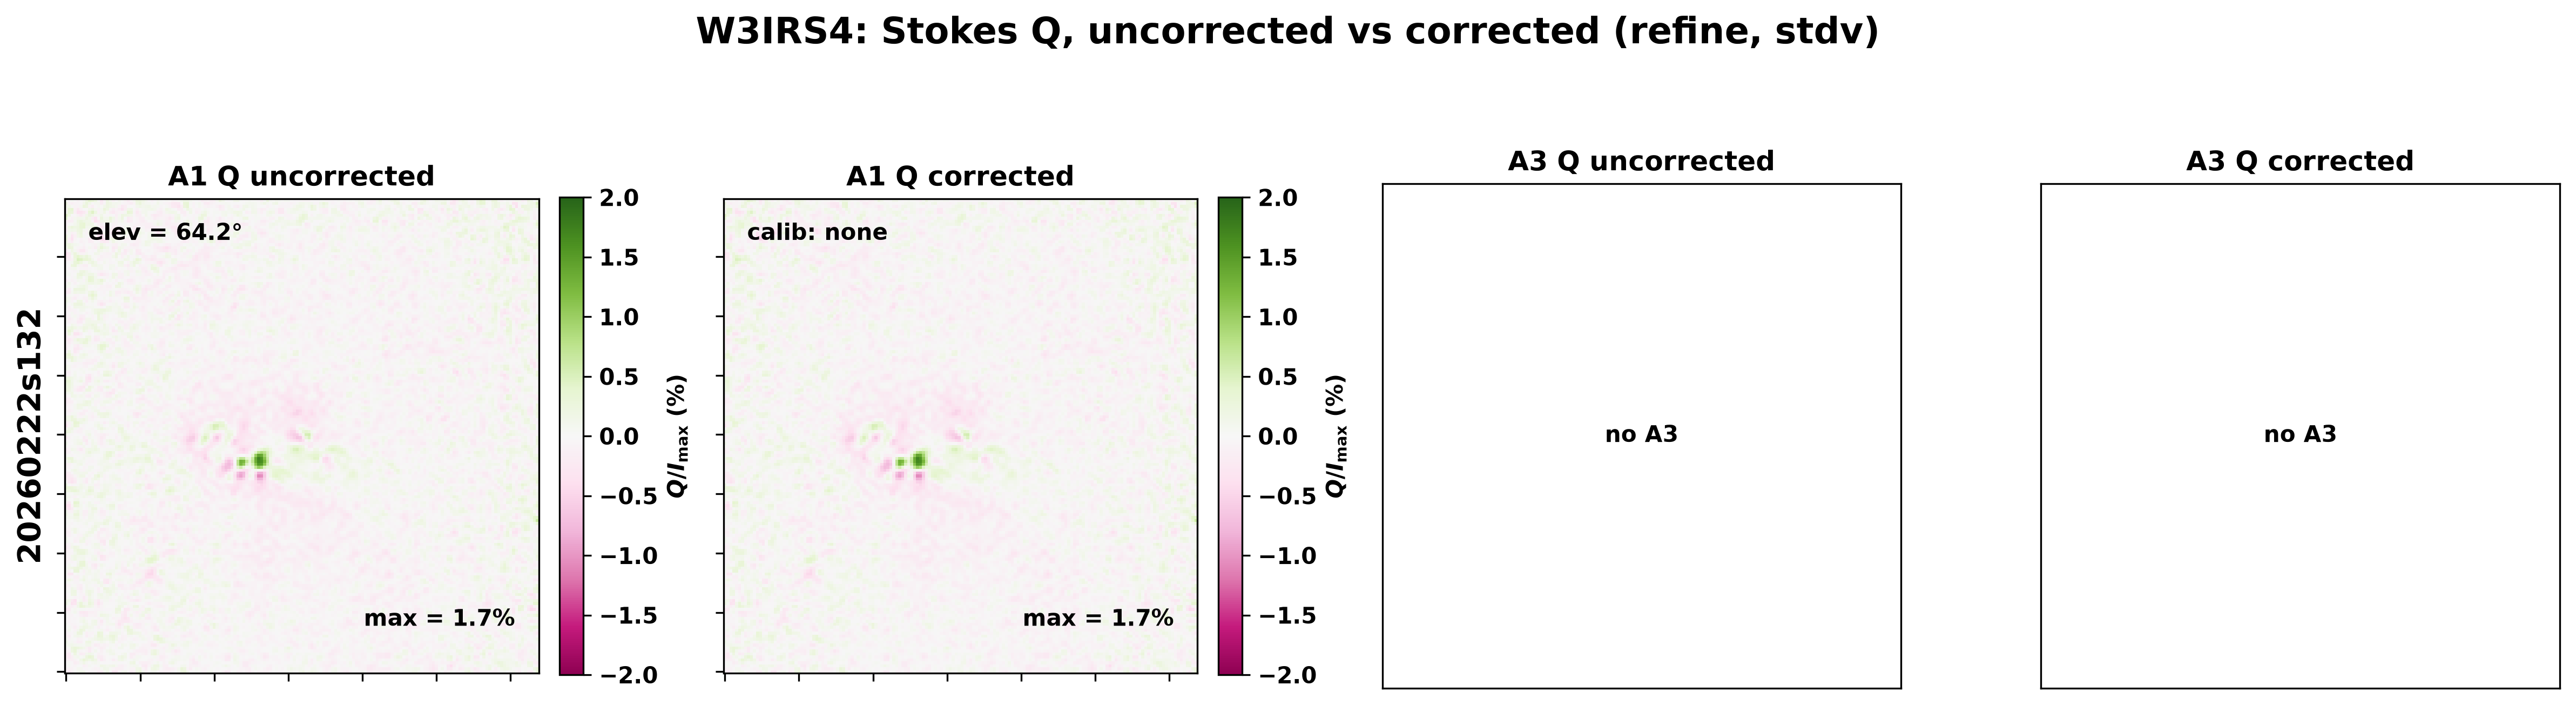 W3IRS4: Stokes Q, uncorrected vs corrected (refine, stdv)
20260222s132
A1 Q uncorrected
elev = 64.2°
max = 1.7%
2.0
1.5
1.0
0.5
0.0
−0.5
−1.0
−1.5
−2.0
Q/Imax (%)
A1 Q corrected
calib: none
max = 1.7%
2.0
1.5
1.0
0.5
0.0
−0.5
−1.0
−1.5
−2.0
Q/Imax (%)
A3 Q uncorrected
no A3
A3 Q corrected
no A3